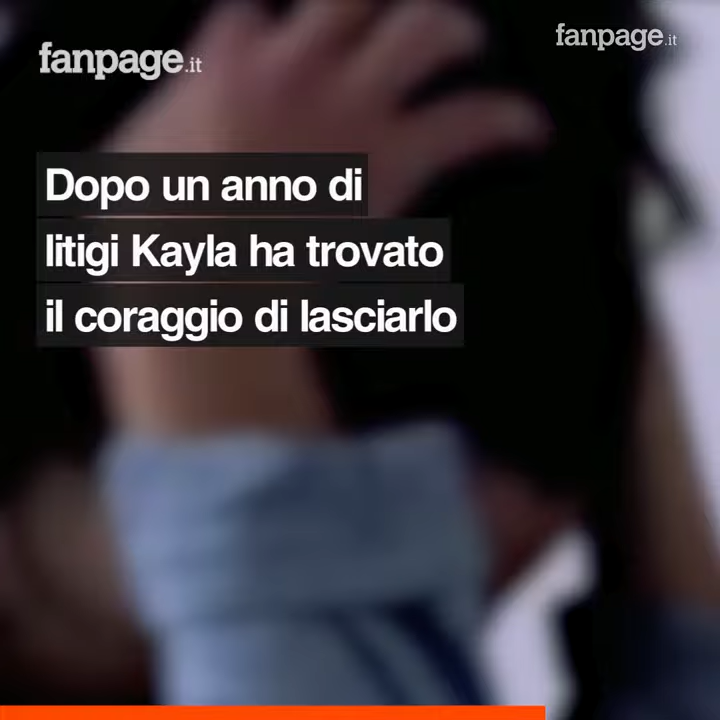 fanpage.it
fanpage.it
Dopo un anno di
litigi Kayla ha trovato
il coraggio di lasciarlo